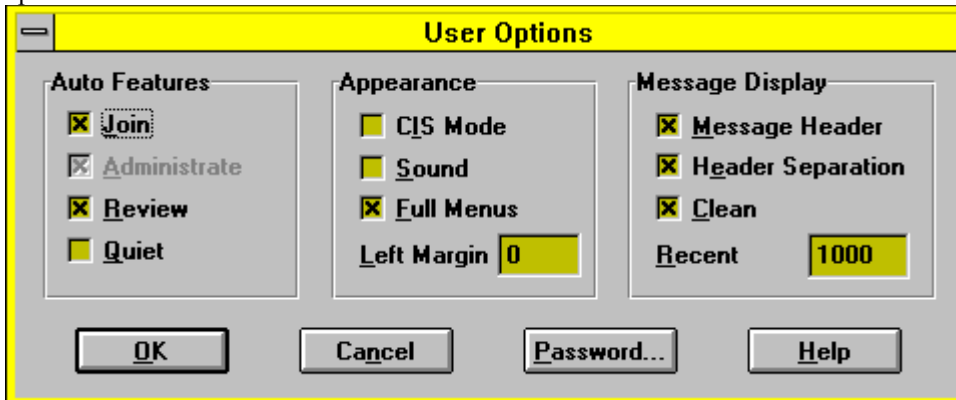 User Options
Auto Features
Join
Administrate
Review
Quiet
Appearance
CIS Mode
Sound
Full Menus
Left Margin 0
Message Display
Message Header
Header Separation
Clean
Recent 1000
OK
Cancel
Password...
Help